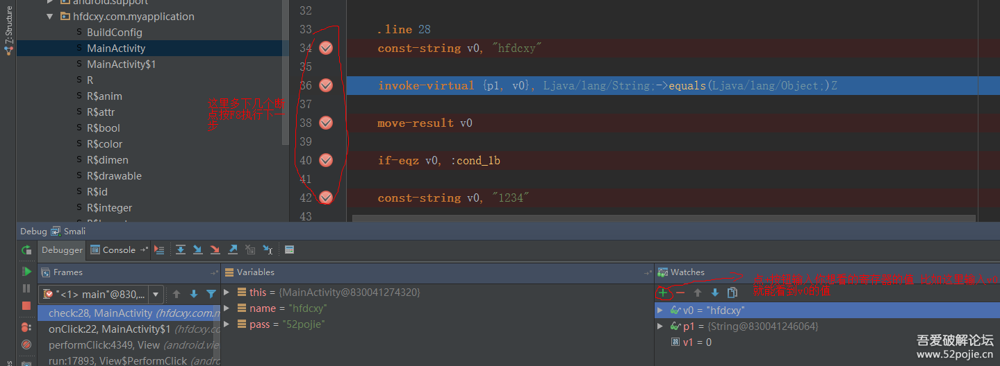 android.support
hfdcxy.com.myapplication
BuildConfig
MainActivity
MainActivity$1
R
R$anim
R$attr
R$bool
R$color
R$dimen
R$drawable
R$id
R$integer
Z: Structure
这里多下几个断
点按F8执行下一
步
32
33 .line 28
34 const-string v0, "hfdcxy"
35
36 invoke-virtual {p1, v0}, Ljava/lang/String;->equals(Ljava/lang/Object;)Z
37
38 move-result v0
39
40 if-eqz v0, :cond_1b
41
42 const-string v0, "1234"
43
Debug Smali
Debugger Console
Frames
"<1> main"@830,...
check:28, MainActivity (hfdcxy.com.m
onClick:22, MainActivity$1 (hfdcxy.co
performClick:4349, View (android.vie
run:17893, View$PerformClick (andro
Variables
this = {MainActivity@830041274320}
name = "hfdcxy"
pass = "52pojie"
Watches
就能看到v0的值
v0 = "hfdcxy"
p1 = {String@830041246064}
v1 = 0
吾爱破解论坛
www.52pojie.cn